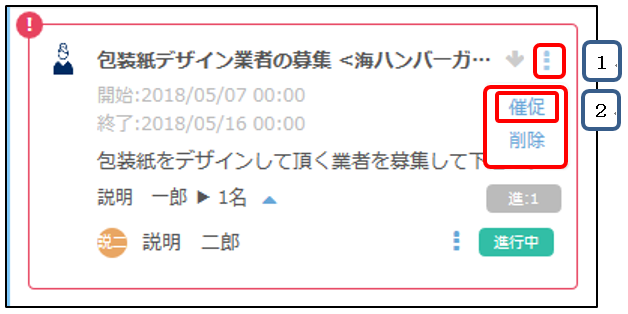 !
包装紙デザイン業者の募集 <海ハンバーガ… 1
開始:2018/05/07 00:00
催促 2
終了:2018/05/16 00:00
削除
包装紙をデザインして頂く業者を募集して下
説明 一郎 ▶ 1名 ▲ 進:1
説二 説明 二郎 進行中